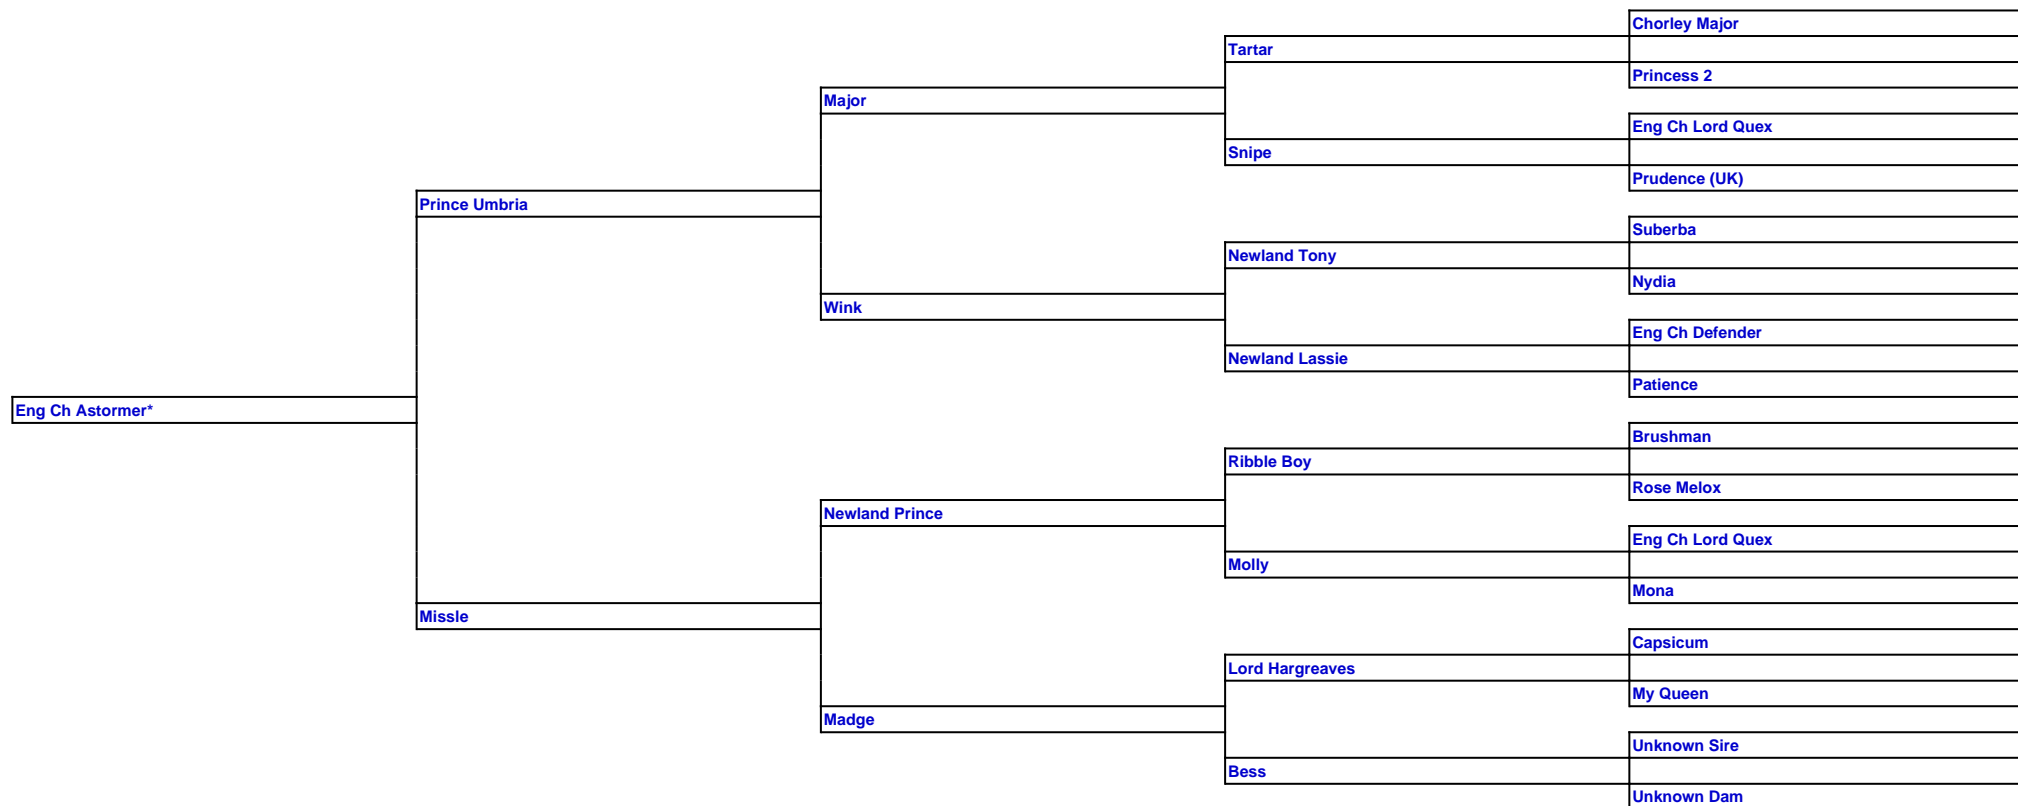 Chorley Major
Tartar
Princess 2
Major
Eng Ch Lord Quex
Snipe
Prudence (UK)
Prince Umbria
Suberba
Newland Tony
Nydia
Wink
Eng Ch Defender
Newland Lassie
Patience
Eng Ch Astormer*
Brushman
Ribble Boy
Rose Melox
Newland Prince
Eng Ch Lord Quex
Molly
Mona
Missle
Capsicum
Lord Hargreaves
My Queen
Madge
Unknown Sire
Bess
Unknown Dam